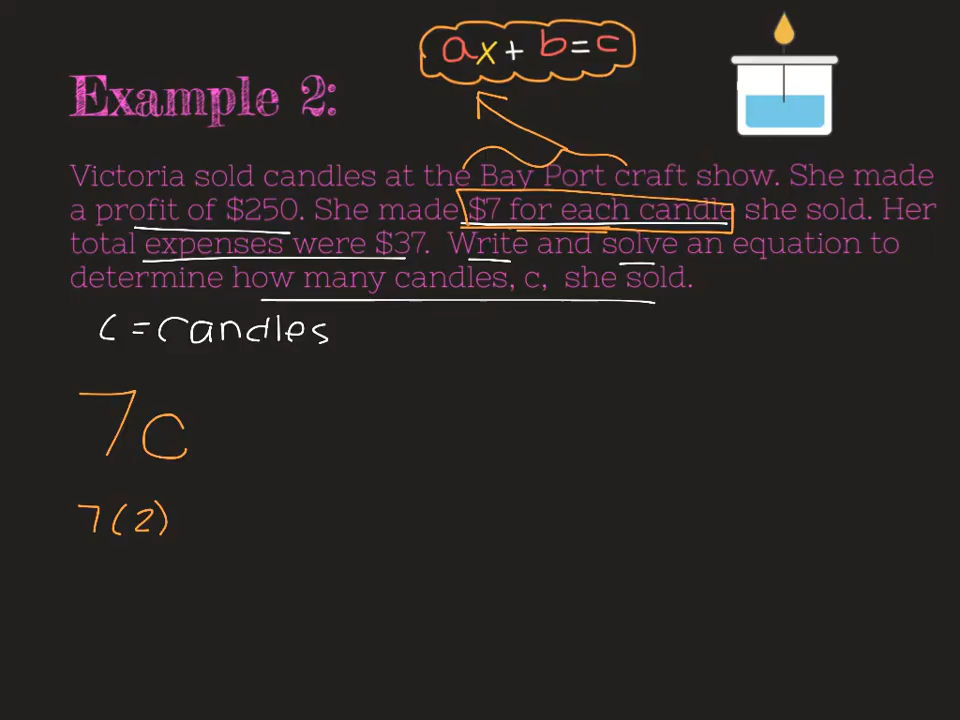 ax + b = c
Example 2:
Victoria sold candles at the Bay Port craft show. She made
a profit of $250. She made $7 for each candle she sold. Her
total expenses were $37. Write and solve an equation to
determine how many candles, c, she sold.
c = candles
7c
7(2)